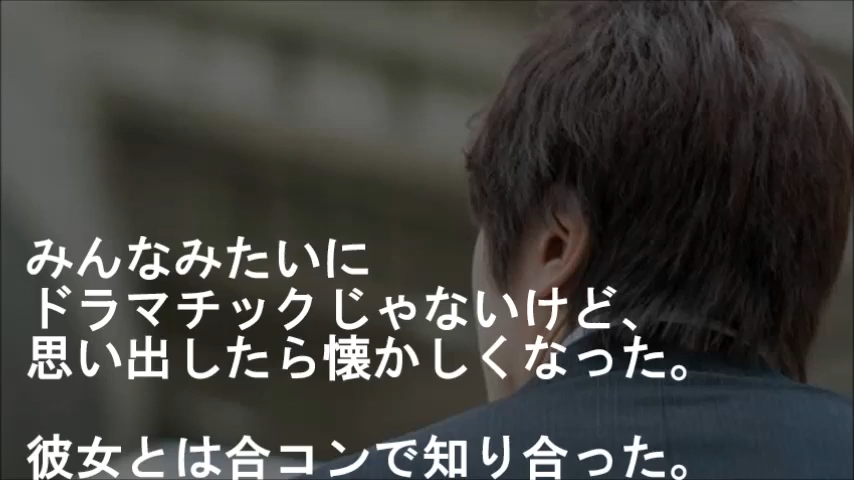 みんなみたいに
ドラマチックじゃないけど、
思い出したら懐かしくなった。
彼女とは合コンで知り合った。